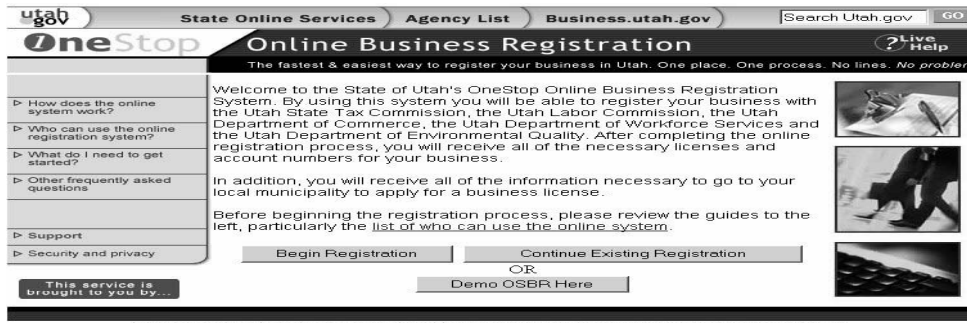 utah gov
State Online Services
Agency List
Business.utah.gov
Search Utah.gov
GO
OneStop
Online Business Registration
?Live Help
The fastest & easiest way to register your business in Utah. One place. One process. No lines. No problem
▷ How does the online
system work?
▷ Who can use the online
registration system?
▷ What do I need to get
started?
▷ Other frequently asked
questions
▷ Support
▷ Security and privacy
This service is
brought to you by...
Welcome to the State of Utah's OneStop Online Business Registration
System. By using this system you will be able to register your business with
the Utah State Tax Commission, the Utah Labor Commission, the Utah
Department of Commerce, the Utah Department of Workforce Services and
the Utah Department of Environmental Quality. After completing the online
registration process, you will receive all of the necessary licenses and
account numbers for your business.
In addition, you will receive all of the information necessary to go to your
local municipality to apply for a business license.
Before beginning the registration process, please review the guides to the
left, particularly the list of who can use the online system.
Begin Registration
Continue Existing Registration
OR
Demo OSBR Here